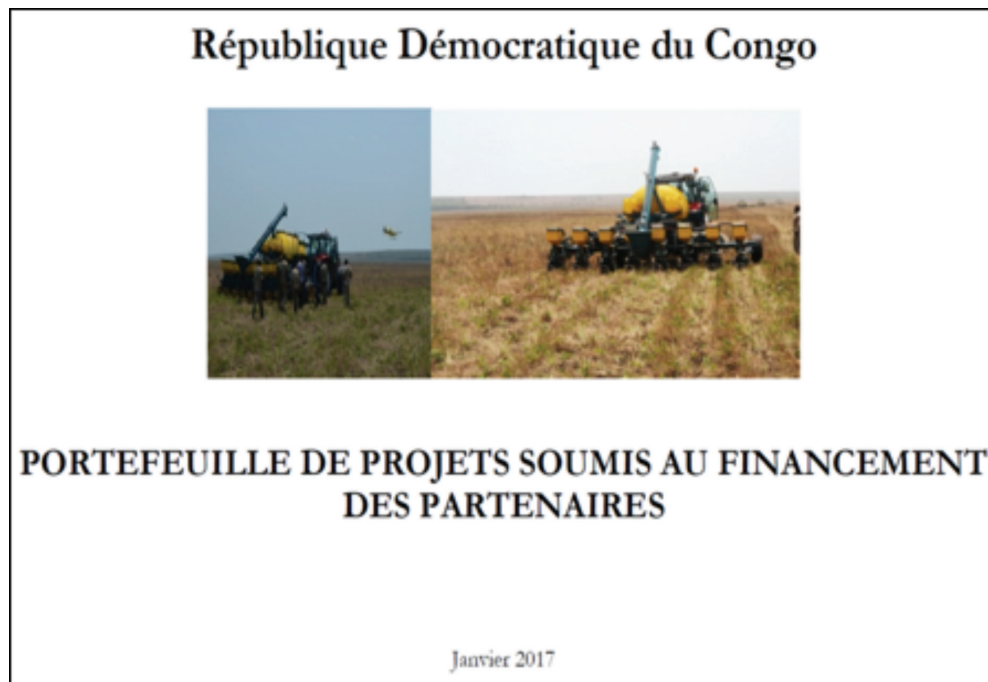 République Démocratique du Congo
PORTEFEUILLE DE PROJETS SOUMIS AU FINANCEMENT
DES PARTENAIRES
Janvier 2017